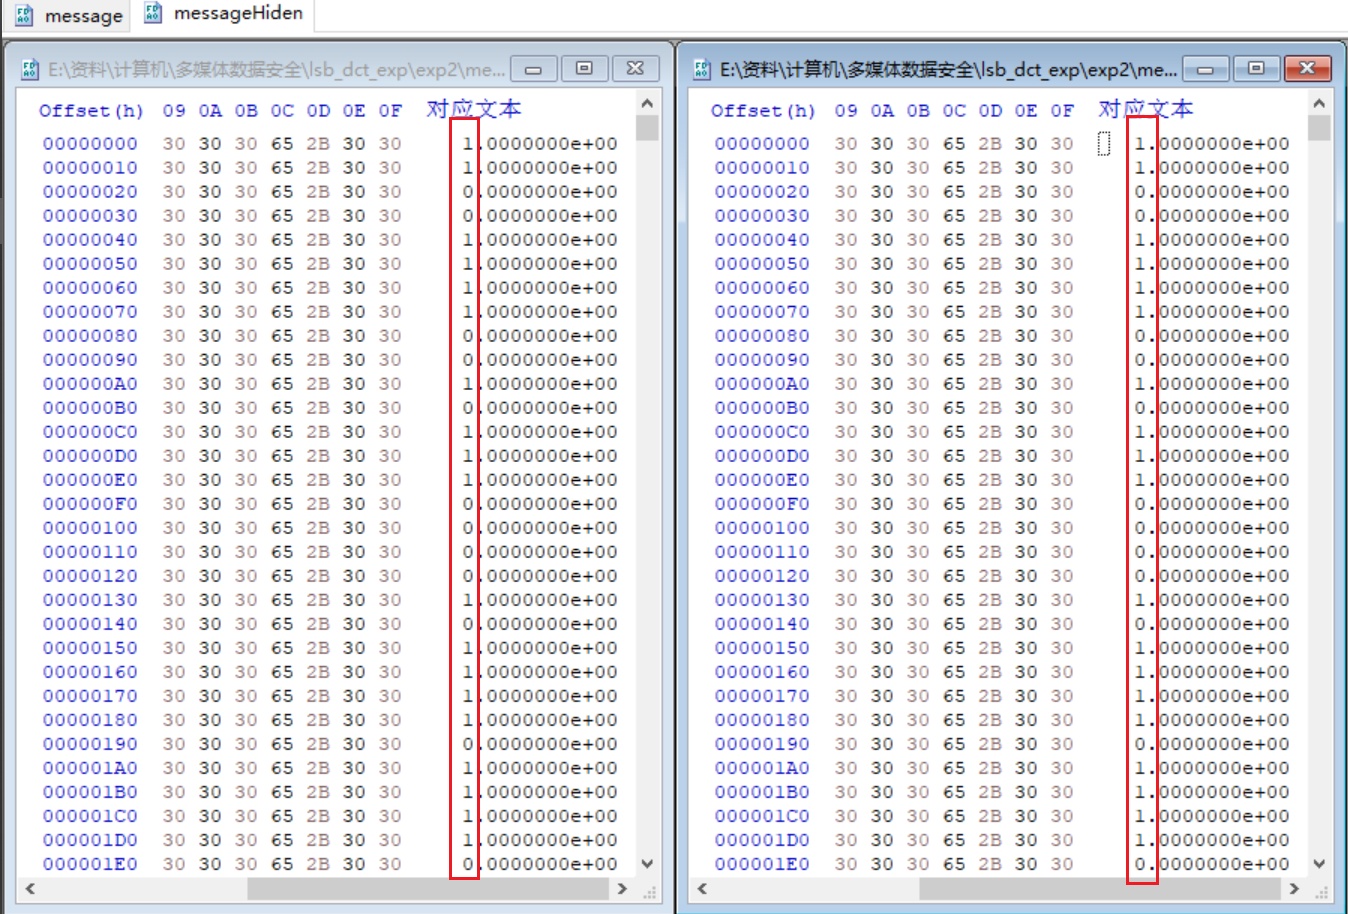 message messageHiden
E:\资料\计算机\多媒体数据安全\lsb_dct_exp\exp2\me...
Offset(h) 09 0A 0B 0C 0D 0E 0F 对应文本
00000000 30 30 30 65 2B 30 30 1.0000000e+00
00000010 30 30 30 65 2B 30 30 1.0000000e+00
00000020 30 30 30 65 2B 30 30 0.0000000e+00
00000030 30 30 30 65 2B 30 30 0.0000000e+00
00000040 30 30 30 65 2B 30 30 1.0000000e+00
00000050 30 30 30 65 2B 30 30 1.0000000e+00
00000060 30 30 30 65 2B 30 30 1.0000000e+00
00000070 30 30 30 65 2B 30 30 1.0000000e+00
00000080 30 30 30 65 2B 30 30 0.0000000e+00
00000090 30 30 30 65 2B 30 30 0.0000000e+00
000000A0 30 30 30 65 2B 30 30 1.0000000e+00
000000B0 30 30 30 65 2B 30 30 0.0000000e+00
000000C0 30 30 30 65 2B 30 30 1.0000000e+00
000000D0 30 30 30 65 2B 30 30 1.0000000e+00
000000E0 30 30 30 65 2B 30 30 1.0000000e+00
000000F0 30 30 30 65 2B 30 30 0.0000000e+00
00000100 30 30 30 65 2B 30 30 0.0000000e+00
00000110 30 30 30 65 2B 30 30 0.0000000e+00
00000120 30 30 30 65 2B 30 30 0.0000000e+00
00000130 30 30 30 65 2B 30 30 1.0000000e+00
00000140 30 30 30 65 2B 30 30 0.0000000e+00
00000150 30 30 30 65 2B 30 30 1.0000000e+00
00000160 30 30 30 65 2B 30 30 1.0000000e+00
00000170 30 30 30 65 2B 30 30 1.0000000e+00
00000180 30 30 30 65 2B 30 30 1.0000000e+00
00000190 30 30 30 65 2B 30 30 0.0000000e+00
000001A0 30 30 30 65 2B 30 30 1.0000000e+00
000001B0 30 30 30 65 2B 30 30 1.0000000e+00
000001C0 30 30 30 65 2B 30 30 1.0000000e+00
000001D0 30 30 30 65 2B 30 30 1.0000000e+00
000001E0 30 30 30 65 2B 30 30 0.0000000e+00
E:\资料\计算机\多媒体数据安全\lsb_dct_exp\exp2\me...
Offset(h) 09 0A 0B 0C 0D 0E 0F 对应文本
00000000 30 30 30 65 2B 30 30 1.0000000e+00
00000010 30 30 30 65 2B 30 30 1.0000000e+00
00000020 30 30 30 65 2B 30 30 0.0000000e+00
00000030 30 30 30 65 2B 30 30 0.0000000e+00
00000040 30 30 30 65 2B 30 30 1.0000000e+00
00000050 30 30 30 65 2B 30 30 1.0000000e+00
00000060 30 30 30 65 2B 30 30 1.0000000e+00
00000070 30 30 30 65 2B 30 30 1.0000000e+00
00000080 30 30 30 65 2B 30 30 0.0000000e+00
00000090 30 30 30 65 2B 30 30 0.0000000e+00
000000A0 30 30 30 65 2B 30 30 1.0000000e+00
000000B0 30 30 30 65 2B 30 30 0.0000000e+00
000000C0 30 30 30 65 2B 30 30 1.0000000e+00
000000D0 30 30 30 65 2B 30 30 1.0000000e+00
000000E0 30 30 30 65 2B 30 30 1.0000000e+00
000000F0 30 30 30 65 2B 30 30 0.0000000e+00
00000100 30 30 30 65 2B 30 30 0.0000000e+00
00000110 30 30 30 65 2B 30 30 0.0000000e+00
00000120 30 30 30 65 2B 30 30 0.0000000e+00
00000130 30 30 30 65 2B 30 30 1.0000000e+00
00000140 30 30 30 65 2B 30 30 0.0000000e+00
00000150 30 30 30 65 2B 30 30 1.0000000e+00
00000160 30 30 30 65 2B 30 30 1.0000000e+00
00000170 30 30 30 65 2B 30 30 1.0000000e+00
00000180 30 30 30 65 2B 30 30 1.0000000e+00
00000190 30 30 30 65 2B 30 30 0.0000000e+00
000001A0 30 30 30 65 2B 30 30 1.0000000e+00
000001B0 30 30 30 65 2B 30 30 1.0000000e+00
000001C0 30 30 30 65 2B 30 30 1.0000000e+00
000001D0 30 30 30 65 2B 30 30 1.0000000e+00
000001E0 30 30 30 65 2B 30 30 0.0000000e+00